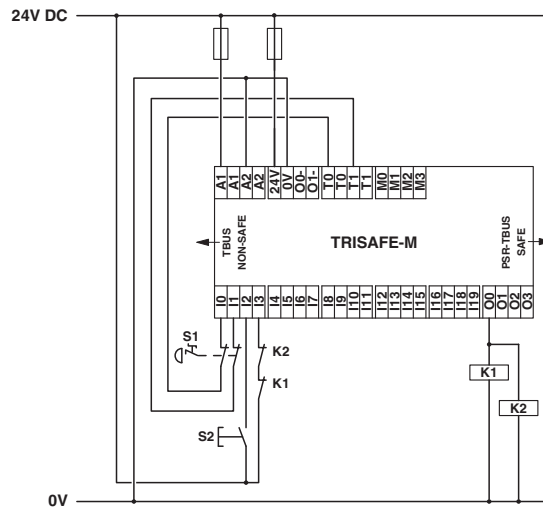 24V DC
A1 A1 A2 A2 24V 0V O0- O1- T0 T0 T1 T1 M0 M1 M2 M3
TBUS
NON-SAFE
TRISAFE-M
PSR-TBUS
SAFE
I0 I1 I2 I3 I4 I5 I6 I7 I8 I9 I10 I11 I12 I13 I14 I15 I16 I17 I18 I19 O0 O1 O2 O3
S1
K2
K1
K1
K2
S2
0V